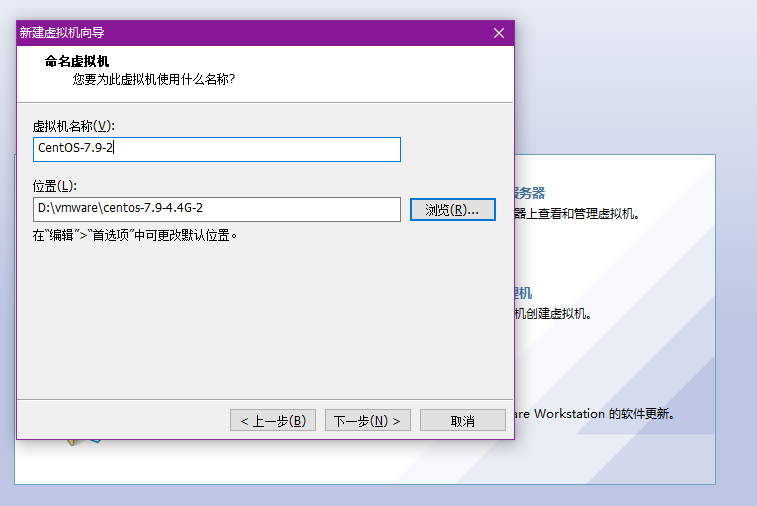 新建虚拟机向导
命名虚拟机
您要为此虚拟机使用什么名称?
虚拟机名称(V):
CentOS-7.9-2
位置(L):
D:\vmware\centos-7.9-4.4G-2
浏览(R)...
在“编辑”>“首选项”中可更改默认位置。
服务器
器上查看和管理虚拟机。
理机
机创建虚拟机。
are Workstation 的软件更新。
< 上一步(B)
下一步(N) >
取消